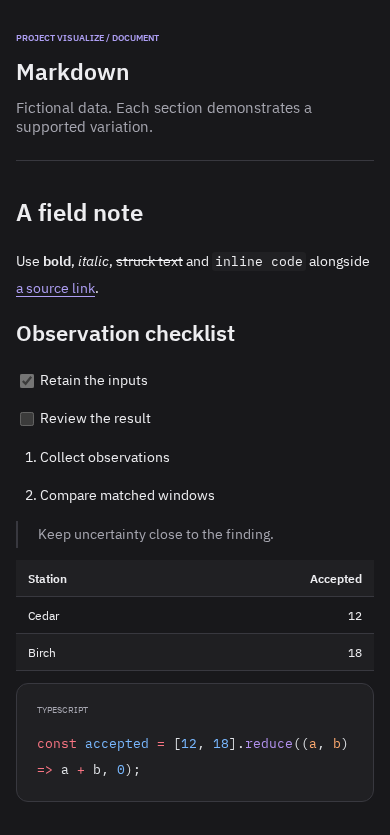 PROJECT VISUALIZE / DOCUMENT
Markdown
Fictional data. Each section demonstrates a
supported variation.
A field note
Use bold, italic, struck text and inline code alongside
a source link.
Observation checklist
Retain the inputs
Review the result
1. Collect observations
2. Compare matched windows
Keep uncertainty close to the finding.
Station Accepted
Cedar 12
Birch 18
TYPESCRIPT
const accepted = [12, 18].reduce((a, b)
=> a + b, 0);